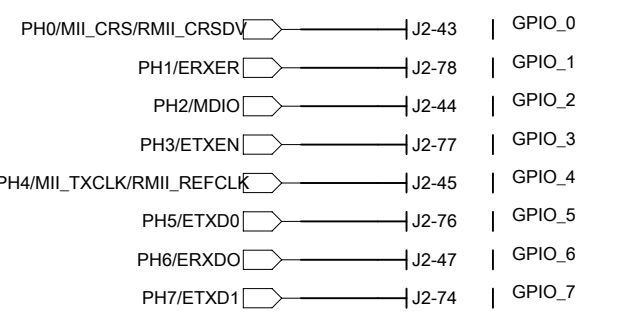 PH0/MII_CRS/RMII_CRSDV J2-43 | GPIO_0
PH1/ERXER J2-78 | GPIO_1
PH2/MDIO J2-44 | GPIO_2
PH3/ETXEN J2-77 | GPIO_3
PH4/MII_TXCLK/RMII_REFCLK J2-45 | GPIO_4
PH5/ETXD0 J2-76 | GPIO_5
PH6/ERXDO J2-47 | GPIO_6
PH7/ETXD1 J2-74 | GPIO_7